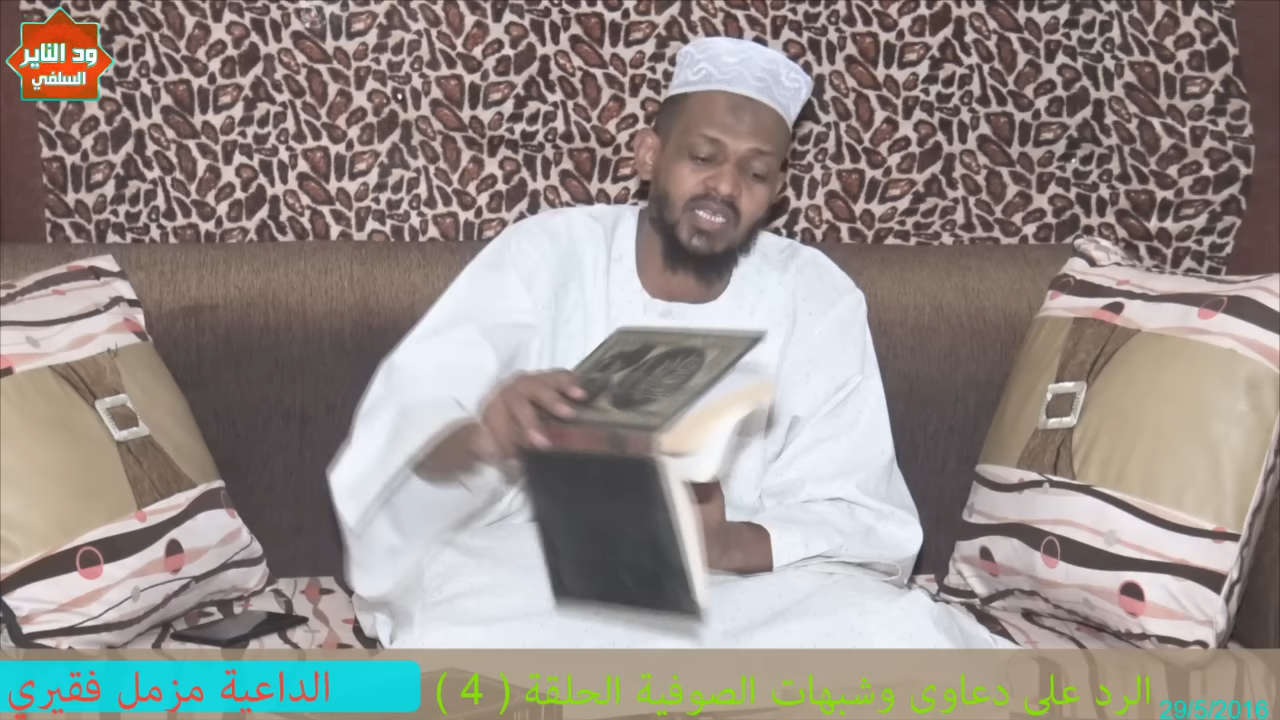 ود الناير
السلفي
الرد على دعاوى وشبهات الصوفية الحلقة ( 4 )
الداعية مزمل فقيري
29/5/2016